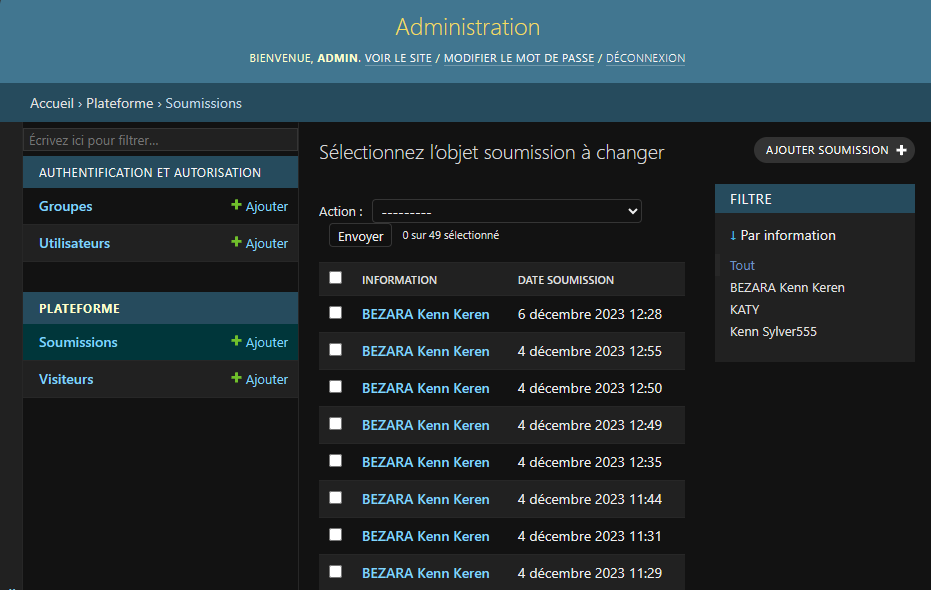 Administration
BIENVENUE, ADMIN. VOIR LE SITE / MODIFIER LE MOT DE PASSE / DÉCONNEXION
Accueil › Plateforme › Soumissions
Écrivez ici pour filtrer…
AUTHENTIFICATION ET AUTORISATION
Groupes + Ajouter
Utilisateurs + Ajouter
PLATEFORME
Soumissions + Ajouter
Visiteurs + Ajouter
Sélectionnez l’objet soumission à changer
AJOUTER SOUMISSION +
Action : ---------
Envoyer 0 sur 49 sélectionné
INFORMATION DATE SOUMISSION
BEZARA Kenn Keren 6 décembre 2023 12:28
BEZARA Kenn Keren 4 décembre 2023 12:55
BEZARA Kenn Keren 4 décembre 2023 12:50
BEZARA Kenn Keren 4 décembre 2023 12:49
BEZARA Kenn Keren 4 décembre 2023 12:35
BEZARA Kenn Keren 4 décembre 2023 11:44
BEZARA Kenn Keren 4 décembre 2023 11:31
BEZARA Kenn Keren 4 décembre 2023 11:29
FILTRE
↓ Par information
Tout
BEZARA Kenn Keren
KATY
Kenn Sylver555